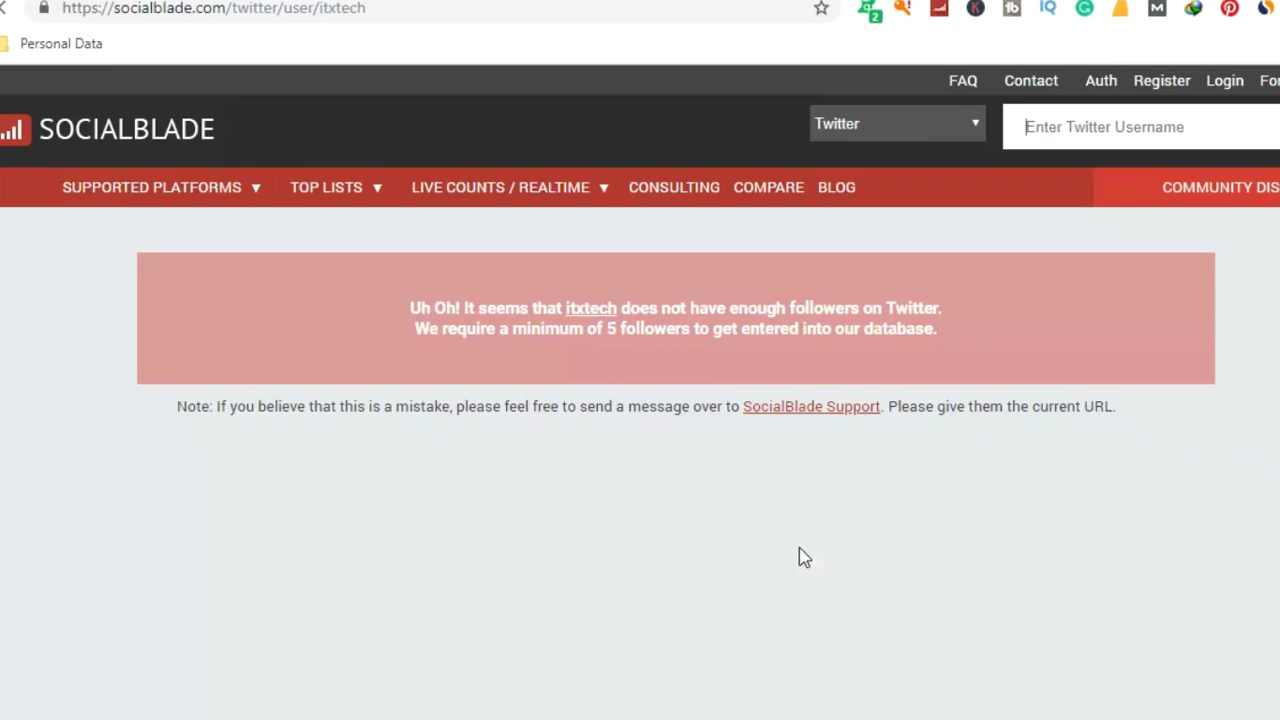 https://socialblade.com/twitter/user/itxtech
2
K
tb
IQ
G
M
Personal Data
FAQ Contact Auth Register Login For
SOCIALBLADE
Twitter
Enter Twitter Username
SUPPORTED PLATFORMS TOP LISTS LIVE COUNTS / REALTIME CONSULTING COMPARE BLOG COMMUNITY DIS
Uh Oh! It seems that itxtech does not have enough followers on Twitter.
We require a minimum of 5 followers to get entered into our database.
Note: If you believe that this is a mistake, please feel free to send a message over to SocialBlade Support. Please give them the current URL.